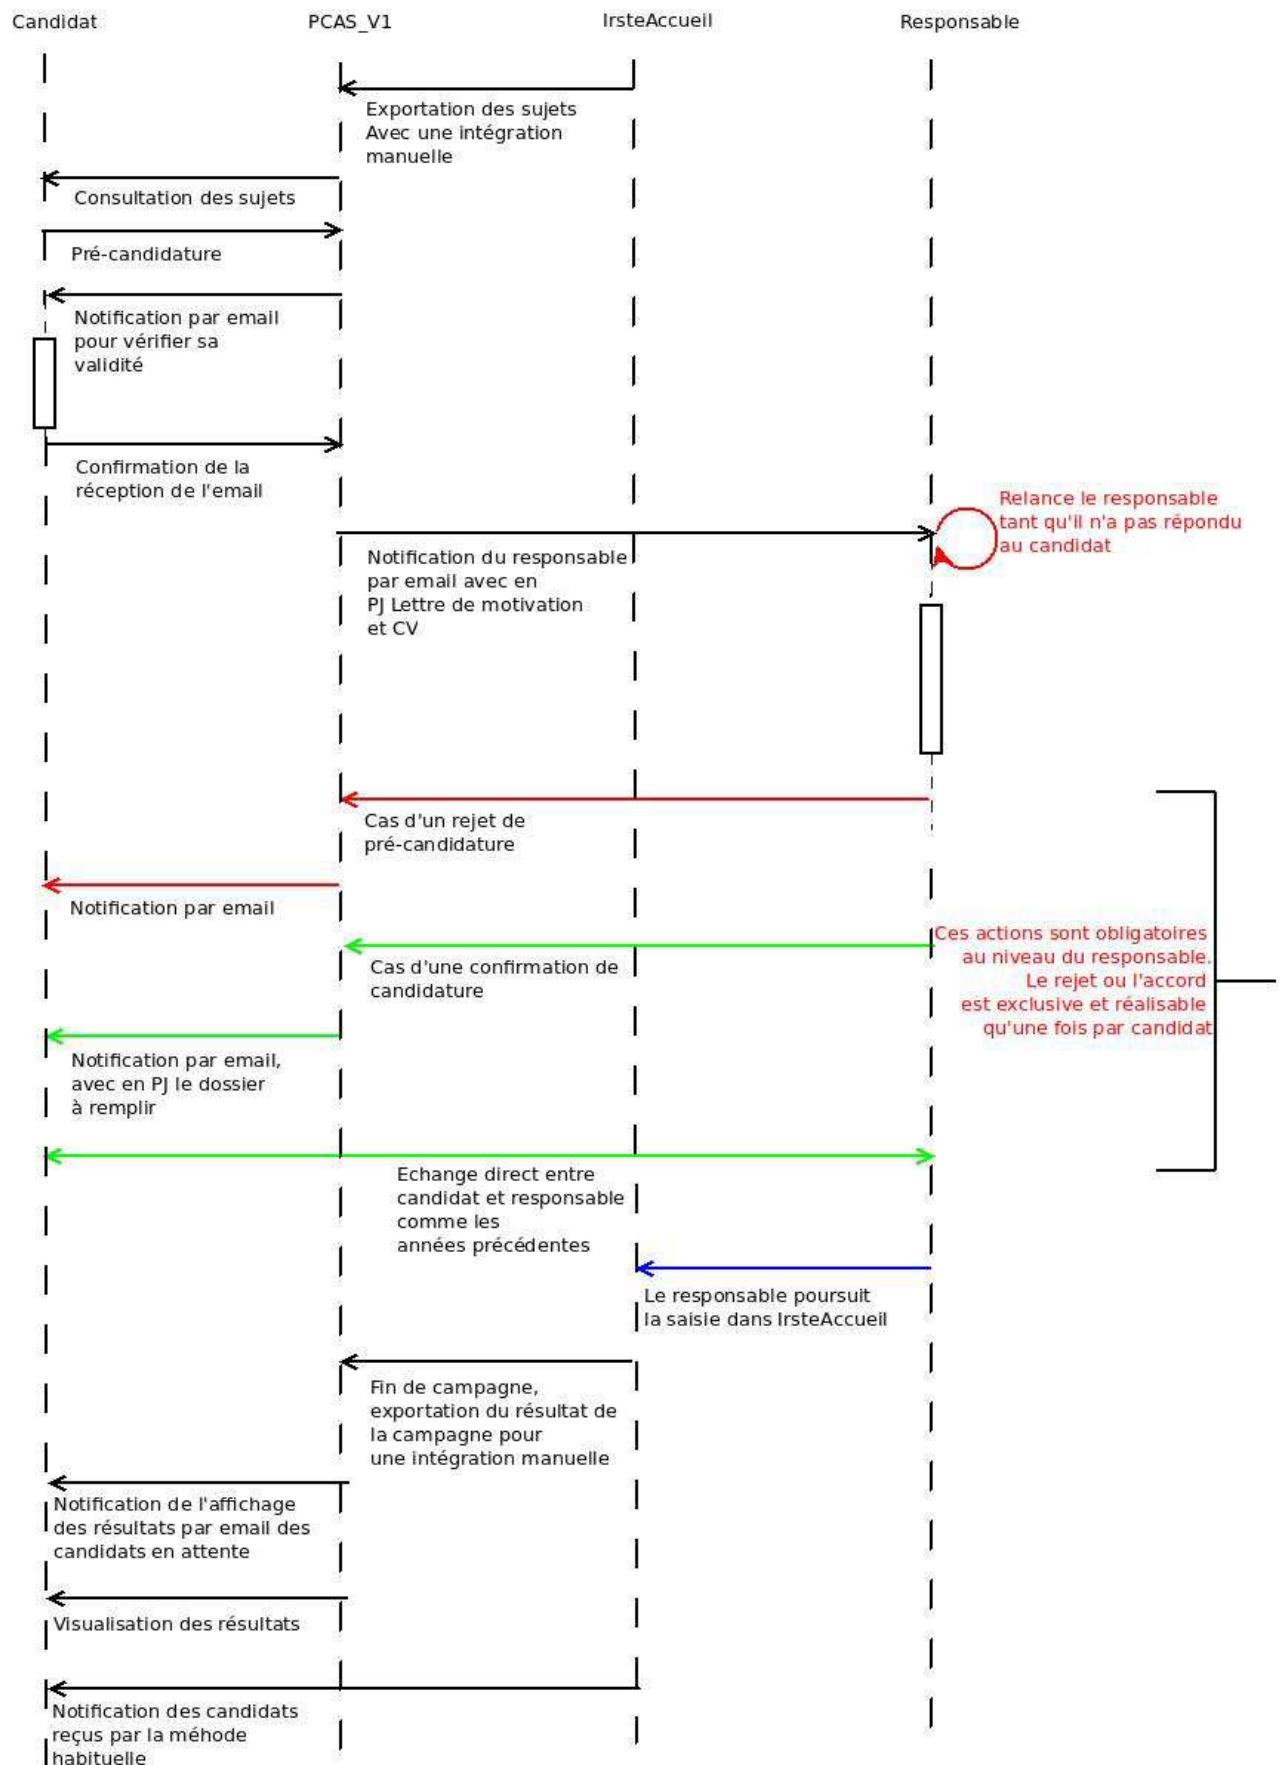 Candidat
PCAS_V1
IrsteAccueil
Responsable
Exportation des sujets
Avec une intégration
manuelle
Consultation des sujets
Pré-candidature
Notification par email
pour vérifier sa
validité
Confirmation de la
réception de l'email
Relance le responsable
tant qu'il n'a pas répondu
au candidat
Notification du responsable
par email avec en
PJ Lettre de motivation
et CV
Cas d'un rejet de
pré-candidature
Notification par email
Ces actions sont obligatoires
au niveau du responsable.
Le rejet ou l'accord
est exclusive et réalisable
qu'une fois par candidat
Cas d'une confirmation de
candidature
Notification par email,
avec en PJ le dossier
à remplir
Echange direct entre
candidat et responsable
comme les
années précédentes
Le responsable poursuit
la saisie dans IrsteAccueil
Fin de campagne,
exportation du résultat de
la campagne pour
une intégration manuelle
Notification de l'affichage
des résultats par email des
candidats en attente
Visualisation des résultats
Notification des candidats
reçus par la méhode
habituelle